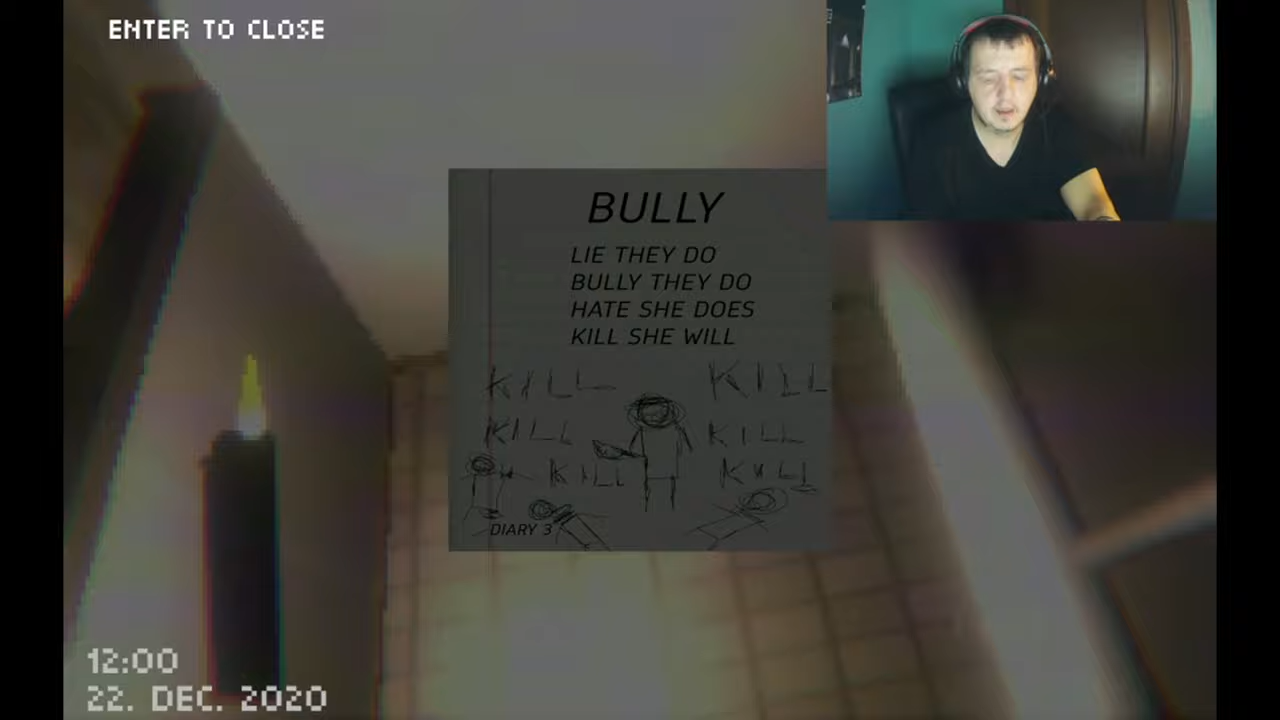 ENTER TO CLOSE
BULLY
LIE THEY DO
BULLY THEY DO
HATE SHE DOES
KILL SHE WILL
KILL KILL
KILL KILL
KILL KILL
DIARY 3
12:00
22. DEC. 2020